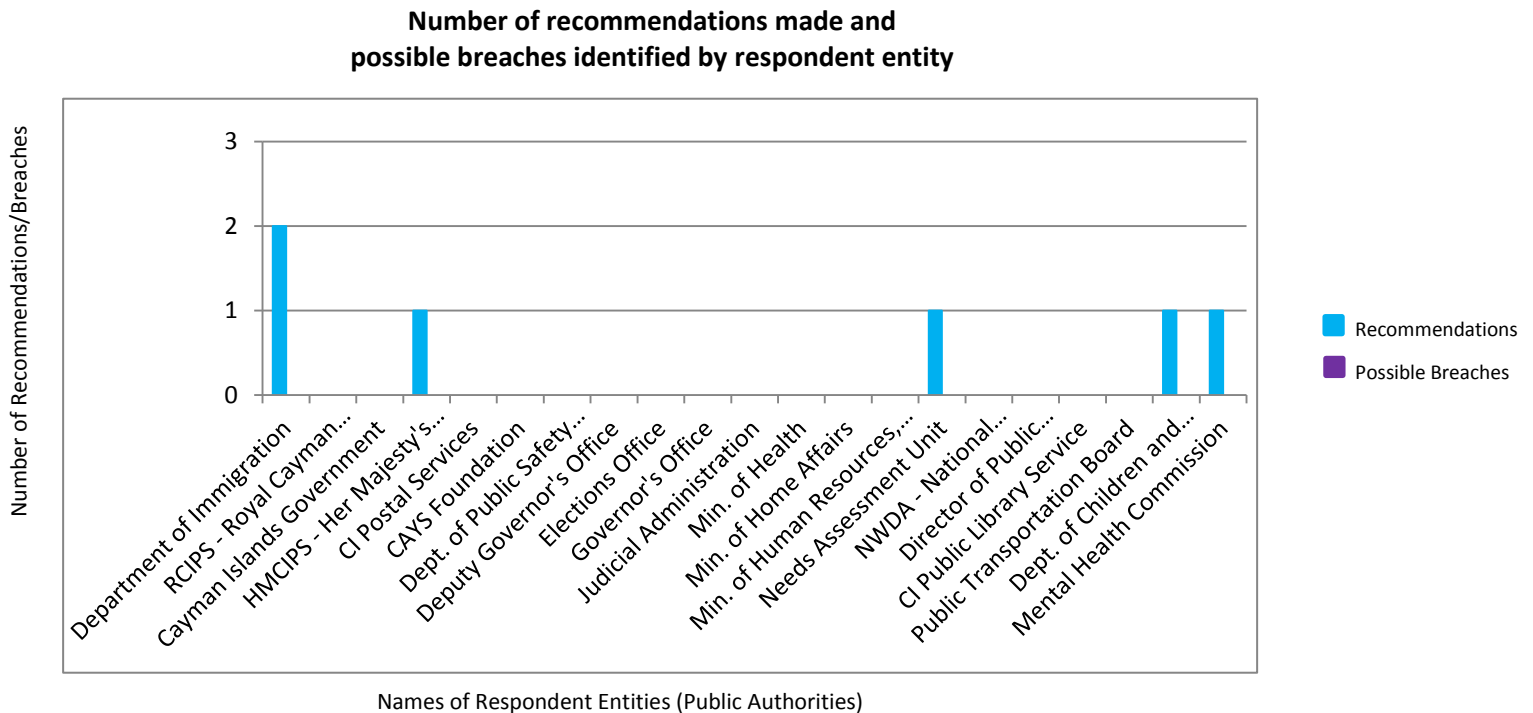 Number of recommendations made and
possible breaches identified by respondent entity
Number of Recommendations/Breaches
3
2
1
0
Department of Immigration
RCIPS - Royal Cayman...
Cayman Islands Government
HMCIPS - Her Majesty's...
CI Postal Services
CAYS Foundation
Dept. of Public Safety...
Deputy Governor's Office
Elections Office
Governor's Office
Judicial Administration
Min. of Health
Min. of Home Affairs
Min. of Human Resources,...
Needs Assessment Unit
NWDA - National...
Director of Public...
CI Public Library Service
Public Transportation Board
Dept. of Children and...
Mental Health Commission
Recommendations
Possible Breaches
Names of Respondent Entities (Public Authorities)